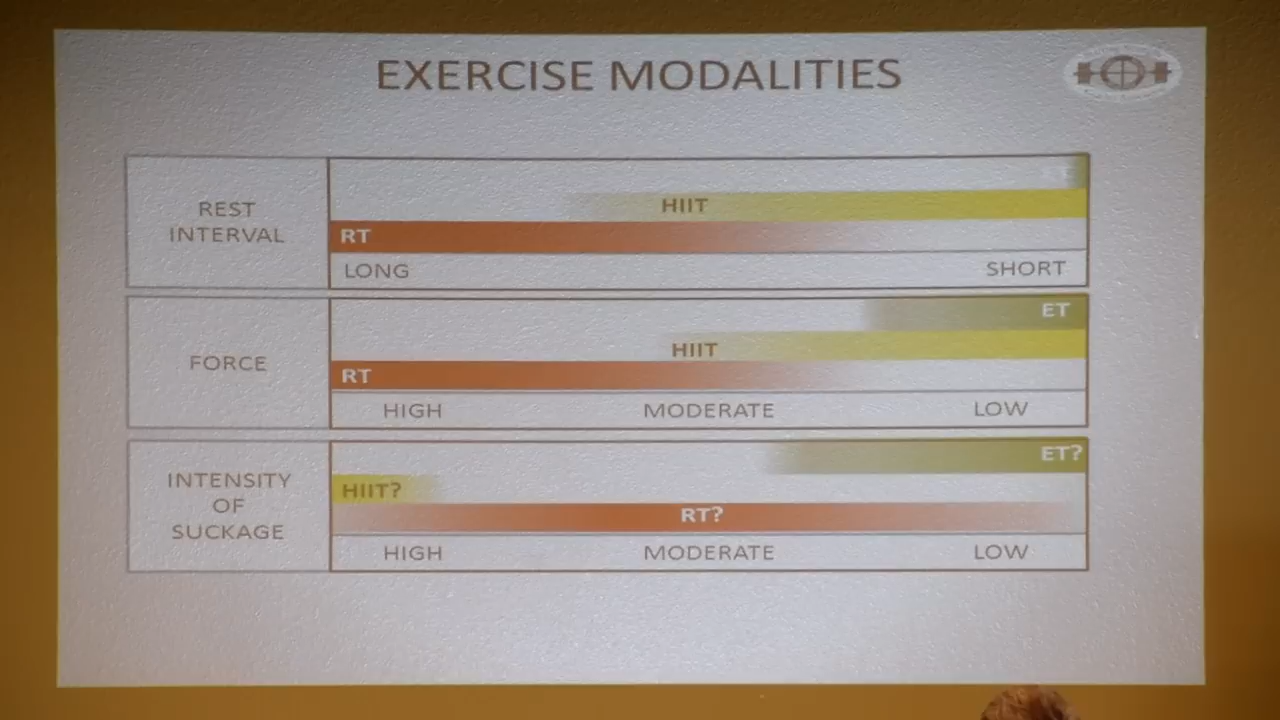 EXERCISE MODALITIES
REST
INTERVAL
HIIT
RT
LONG
SHORT
FORCE
ET
HIIT
RT
HIGH
MODERATE
LOW
INTENSITY
OF
SUCKAGE
ET?
HIIT?
RT?
HIGH
MODERATE
LOW